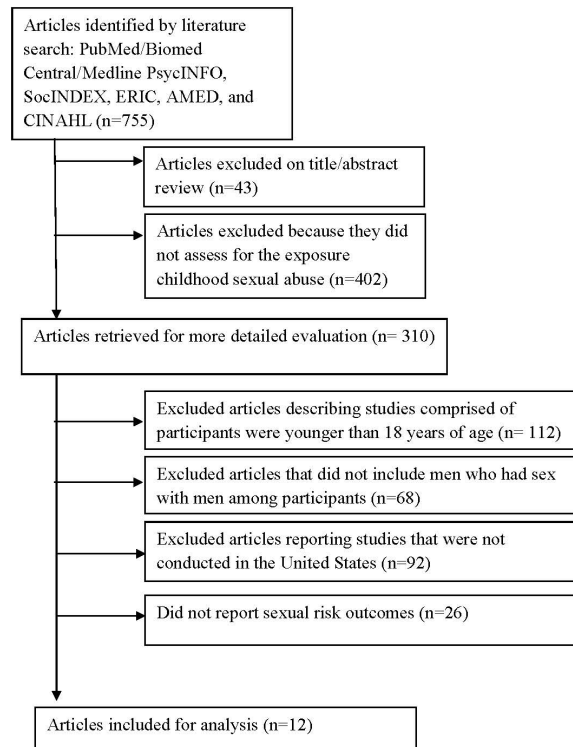 Articles identified by literature
search: PubMed/Biomed
Central/Medline PsycINFO,
SocINDEX, ERIC, AMED, and
CINAHL (n=755)
Articles excluded on title/abstract
review (n=43)
Articles excluded because they did
not assess for the exposure
childhood sexual abuse (n=402)
Articles retrieved for more detailed evaluation (n= 310)
Excluded articles describing studies comprised of
participants were younger than 18 years of age (n= 112)
Excluded articles that did not include men who had sex
with men among participants (n=68)
Excluded articles reporting studies that were not
conducted in the United States (n=92)
Did not report sexual risk outcomes (n=26)
Articles included for analysis (n=12)